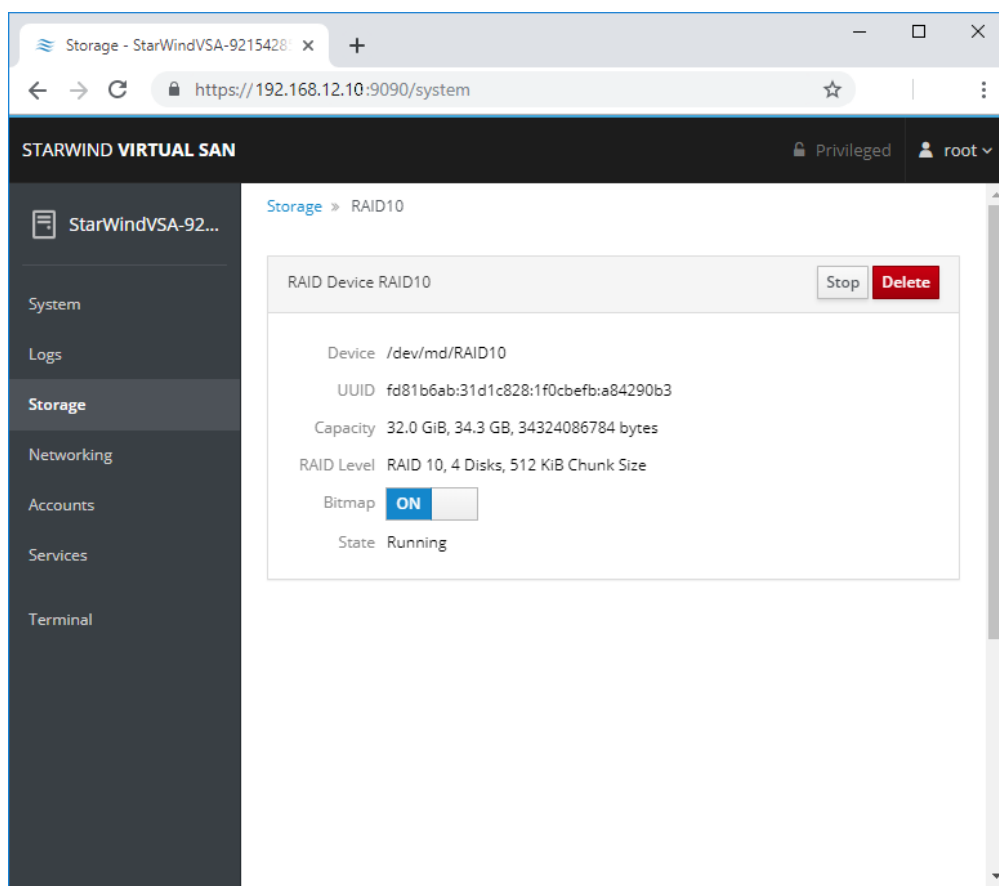 Storage - StarWindVSA-92154285
https://192.168.12.10:9090/system
STARWIND VIRTUAL SAN
Privileged
root
StarWindVSA-92...
Storage » RAID10
RAID Device RAID10
Stop
Delete
System
Logs
Storage
Networking
Accounts
Services
Terminal
Device /dev/md/RAID10
UUID fd81b6ab:31d1c828:1f0cbefb:a84290b3
Capacity 32.0 GiB, 34.3 GB, 34324086784 bytes
RAID Level RAID 10, 4 Disks, 512 KiB Chunk Size
Bitmap ON
State Running